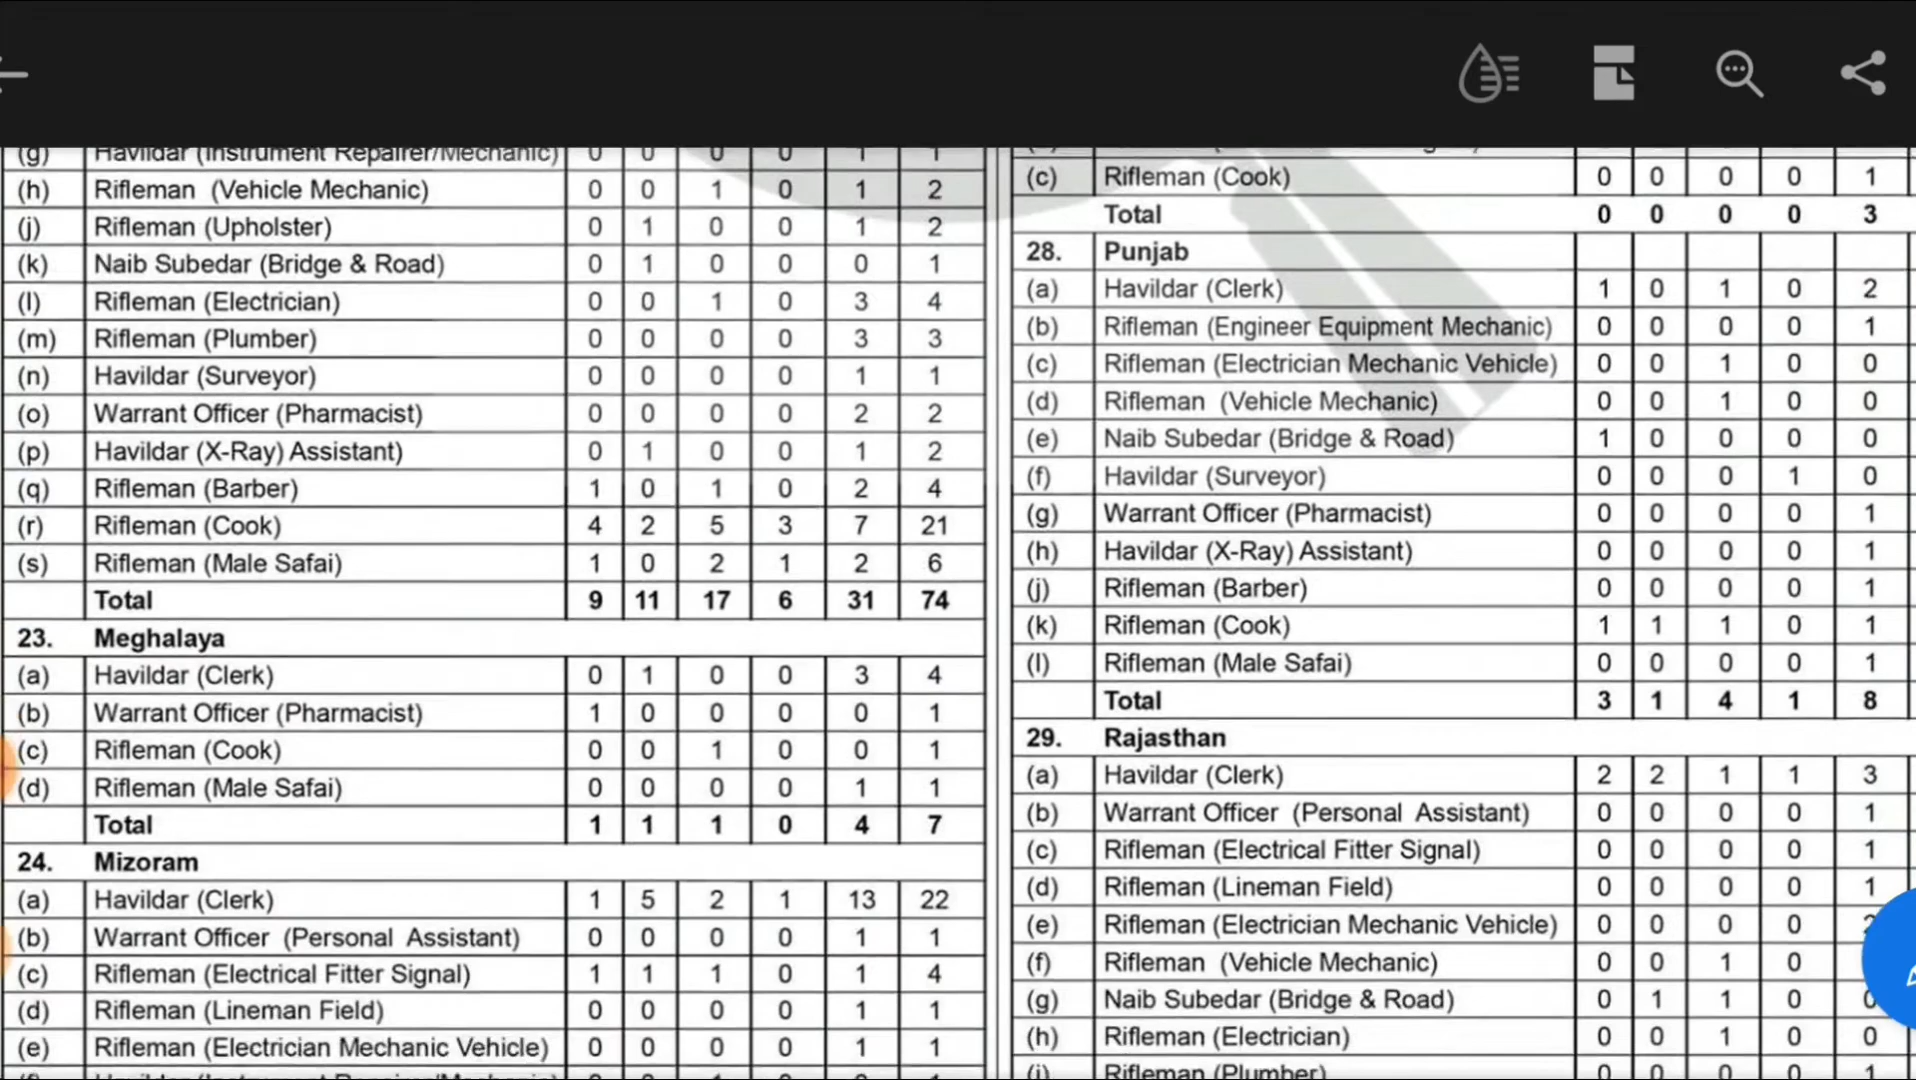 (g) Havildar (Instrument Repairer/Mechanic) 0 0 0 0 1 1
(h) Rifleman (Vehicle Mechanic) 0 0 1 0 1 2
(j) Rifleman (Upholster) 0 1 0 0 1 2
(k) Naib Subedar (Bridge & Road) 0 1 0 0 0 1
(l) Rifleman (Electrician) 0 0 1 0 3 4
(m) Rifleman (Plumber) 0 0 0 0 3 3
(n) Havildar (Surveyor) 0 0 0 0 1 1
(o) Warrant Officer (Pharmacist) 0 0 0 0 2 2
(p) Havildar (X-Ray) Assistant) 0 1 0 0 1 2
(q) Rifleman (Barber) 1 0 1 0 2 4
(r) Rifleman (Cook) 4 2 5 3 7 21
(s) Rifleman (Male Safai) 1 0 2 1 2 6
Total 9 11 17 6 31 74
23. Meghalaya
(a) Havildar (Clerk) 0 1 0 0 3 4
(b) Warrant Officer (Pharmacist) 1 0 0 0 0 1
(c) Rifleman (Cook) 0 0 1 0 0 1
(d) Rifleman (Male Safai) 0 0 0 0 1 1
Total 1 1 1 0 4 7
24. Mizoram
(a) Havildar (Clerk) 1 5 2 1 13 22
(b) Warrant Officer (Personal Assistant) 0 0 0 0 1 1
(c) Rifleman (Electrical Fitter Signal) 1 1 1 0 1 4
(d) Rifleman (Lineman Field) 0 0 0 0 1 1
(e) Rifleman (Electrician Mechanic Vehicle) 0 0 0 0 1 1
(c) Rifleman (Cook) 0 0 0 0 1
Total 0 0 0 0 3
28. Punjab
(a) Havildar (Clerk) 1 0 1 0 2
(b) Rifleman (Engineer Equipment Mechanic) 0 0 0 0 1
(c) Rifleman (Electrician Mechanic Vehicle) 0 0 1 0 0
(d) Rifleman (Vehicle Mechanic) 0 0 1 0 0
(e) Naib Subedar (Bridge & Road) 1 0 0 0 0
(f) Havildar (Surveyor) 0 0 0 1 0
(g) Warrant Officer (Pharmacist) 0 0 0 0 1
(h) Havildar (X-Ray) Assistant) 0 0 0 0 1
(j) Rifleman (Barber) 0 0 0 0 1
(k) Rifleman (Cook) 1 1 1 0 1
(l) Rifleman (Male Safai) 0 0 0 0 1
Total 3 1 4 1 8
29. Rajasthan
(a) Havildar (Clerk) 2 2 1 1 3
(b) Warrant Officer (Personal Assistant) 0 0 0 0 1
(c) Rifleman (Electrical Fitter Signal) 0 0 0 0 1
(d) Rifleman (Lineman Field) 0 0 0 0 1
(e) Rifleman (Electrician Mechanic Vehicle) 0 0 0 0 2
(f) Rifleman (Vehicle Mechanic) 0 0 1 0
(g) Naib Subedar (Bridge & Road) 0 1 1 0 0
(h) Rifleman (Electrician) 0 0 1 0 0
(j) Rifleman (Plumber) 0 0 0 0 1